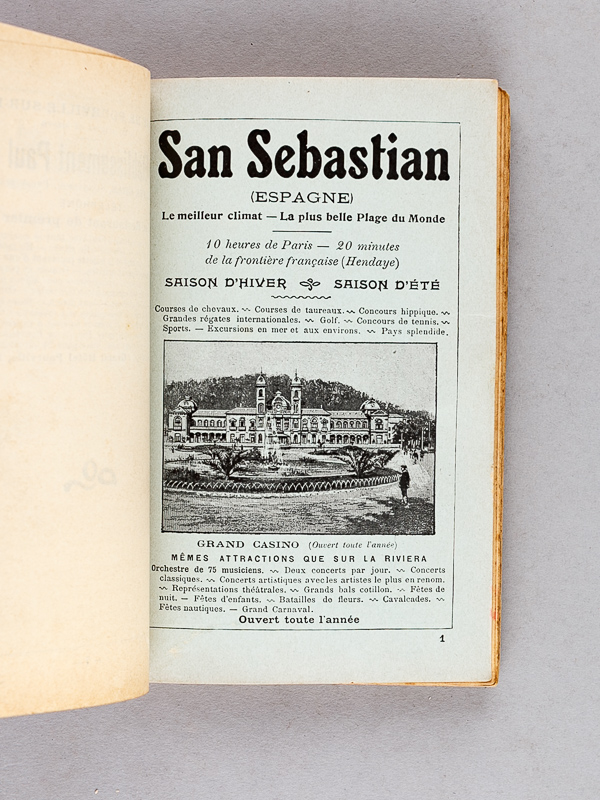 San Sebastian
(ESPAGNE)
Le meilleur climat — La plus belle Plage du Monde
10 heures de Paris — 20 minutes
de la frontière française (Hendaye)
SAISON D'HIVER SAISON D'ÉTÉ
Courses de chevaux. ~ Courses de taureaux. ~ Concours hippique. ~
Grandes régates internationales. ~ Golf. ~ Concours de tennis. ~
Sports. — Excursions en mer et aux environs. ~ Pays splendide.
GRAND CASINO (Ouvert toute l'année)
MÊMES ATTRACTIONS QUE SUR LA RIVIERA
Orchestre de 75 musiciens. ~ Deux concerts par jour. ~ Concerts
classiques. ~ Concerts artistiques avec les artistes le plus en renom.
~ Représentations théâtrales. ~ Grands bals cotillon. ~ Fêtes de
nuit. — Fêtes d'enfants. ~ Batailles de fleurs. ~ Cavalcades. ~
Fêtes nautiques. — Grand Carnaval.
Ouvert toute l'année
1